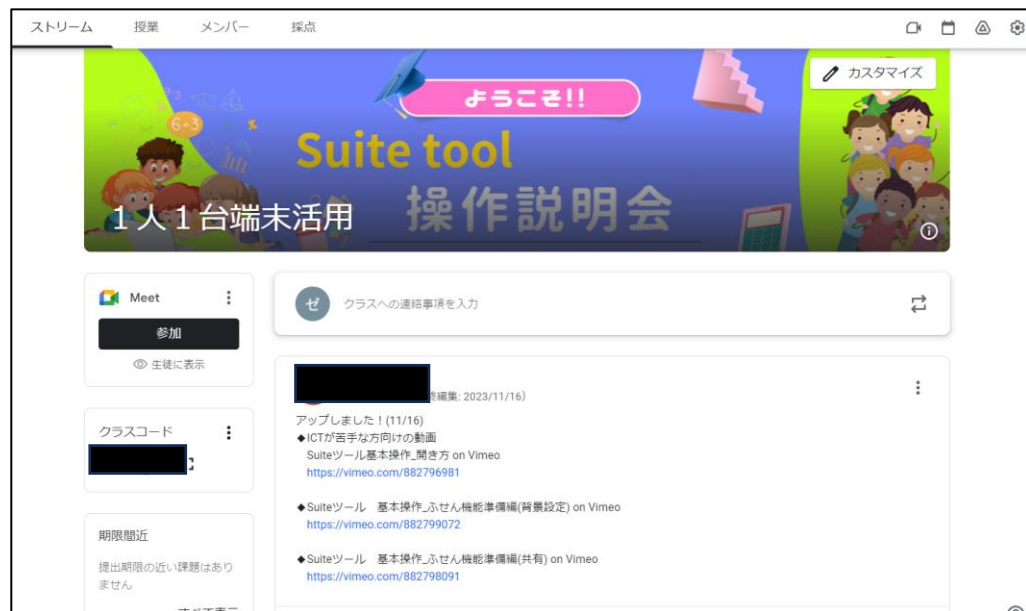 ストリーム 授業 メンバー 採点
ようこそ!!
カスタマイズ
6+3
Suite tool
操作説明会
1人1台端末活用
Meet
参加
生徒に表示
ゼ クラスへの連絡事項を入力
終編集: 2023/11/16)
アップしました！(11/16)
◆ICTが苦手な方向けの動画
Suiteツール基本操作_開き方 on Vimeo
https://vimeo.com/882796981
◆Suiteツール 基本操作_ふせん機能準備編(背景設定) on Vimeo
https://vimeo.com/882799072
◆Suiteツール 基本操作_ふせん機能準備編(共有) on Vimeo
https://vimeo.com/882798091
クラスコード
期限間近
提出期限の近い課題はあり
ません
すべて表示